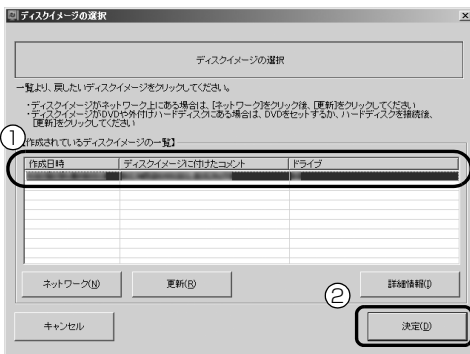 ディスクイメージの選択
ディスクイメージの選択
一覧より、戻したいディスクイメージをクリックしてください。
・ディスクイメージがネットワーク上にある場合は、[ネットワーク]をクリック後、[更新]をクリックしてください
・ディスクイメージがDVDや外付けハードディスクにある場合は、DVDをセットするか、ハードディスクを接続後、
[更新]をクリックしてください
①
【作成されているディスクイメージの一覧】
作成日時 ディスクイメージに付けたコメント ドライブ
ネットワーク(N) 更新(R) 詳細情報(I)
②
キャンセル 決定(D)